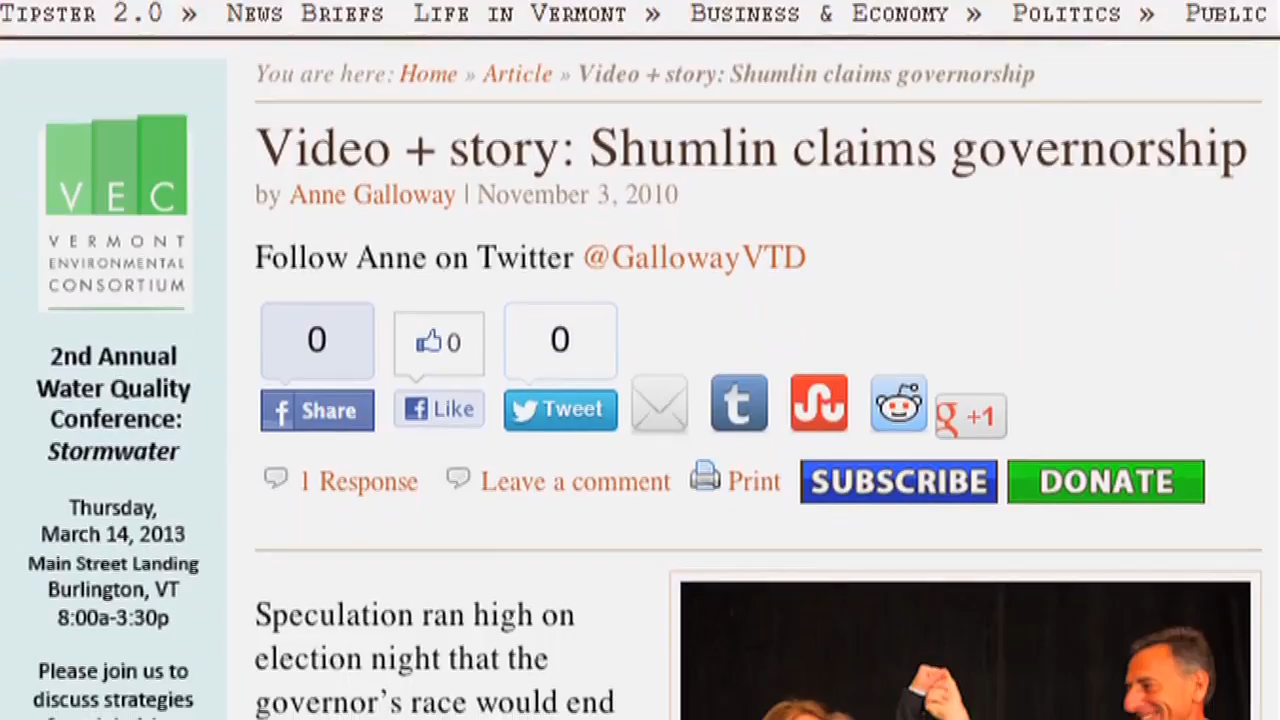 TIPSTER 2.0 » NEWS BRIEFS LIFE IN VERMONT » BUSINESS & ECONOMY » POLITICS » PUBLIC
You are here: Home » Article » Video + story: Shumlin claims governorship
Video + story: Shumlin claims governorship
by Anne Galloway | November 3, 2010
Follow Anne on Twitter @GallowayVTD
0 0 0
Share Like Tweet g +1
1 Response Leave a comment Print SUBSCRIBE DONATE
Speculation ran high on
election night that the
governor's race would end
VEC
VERMONT
ENVIRONMENTAL
CONSORTIUM
2nd Annual
Water Quality
Conference:
Stormwater
Thursday,
March 14, 2013
Main Street Landing
Burlington, VT
8:00a-3:30p
Please join us to
discuss strategies